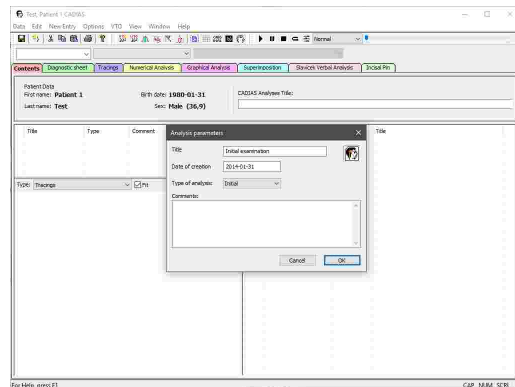 Test, Patient 1 CADIAS
Data Edit New Entry Options VTO View Window Help
Normal
Contents Diagnostic sheet Tracings Numerical Analysis Graphical Analysis Superimposition Slavicek Verbal Analysis Incisal Pin
Patient Data
First name: Patient 1 Birth date: 1980-01-31 CADIAS Analyses Title:
Last name: Test Sex: Male (36,9)
Title Type Comment Title
Analysis parameters
Title Initial examination
Date of creation 2014-01-31
Type of analysis: Initial
Comments:
Type: Tracings Fit
Cancel OK
For Help, press F1 CAP NUM SCRL